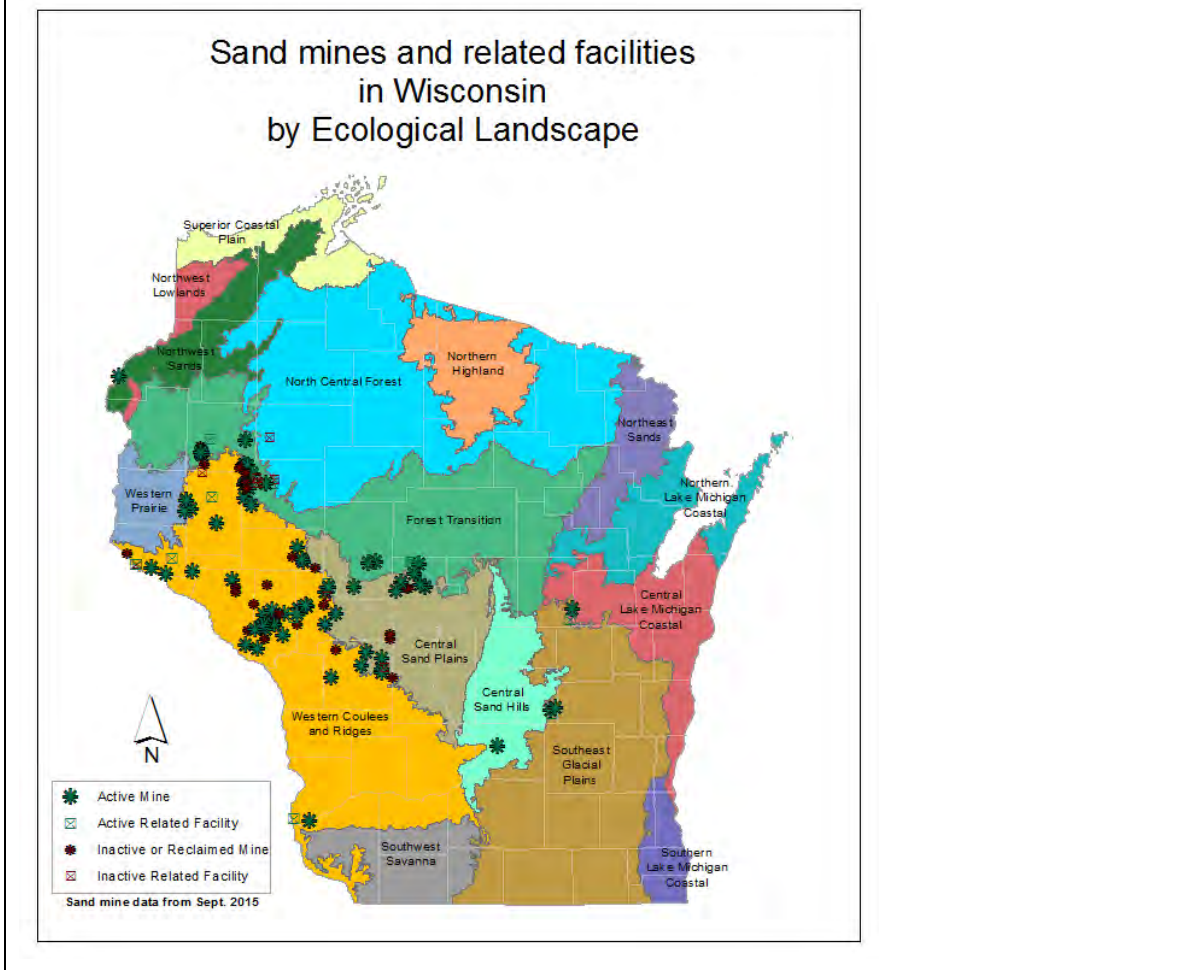 Sand mines and related facilities
in Wisconsin
by Ecological Landscape
Superior Coastal
Plain
Northwest
Lowlands
Northwest
Sands
North Central Forest
Northern
Highland
Northeast
Sands
Northern
Lake Michigan
Coastal
Western
Prairie
Forest Transition
Central
Lake Michigan
Coastal
Central
Sand Plains
Central
Sand Hills
Western Coulees
and Ridges
Southeast
Glacial
Plains
Southwest
Savanna
Southern
Lake Michigan
Coastal
N
Active Mine
Active Related Facility
Inactive or Reclaimed Mine
Inactive Related Facility
Sand mine data from Sept. 2015